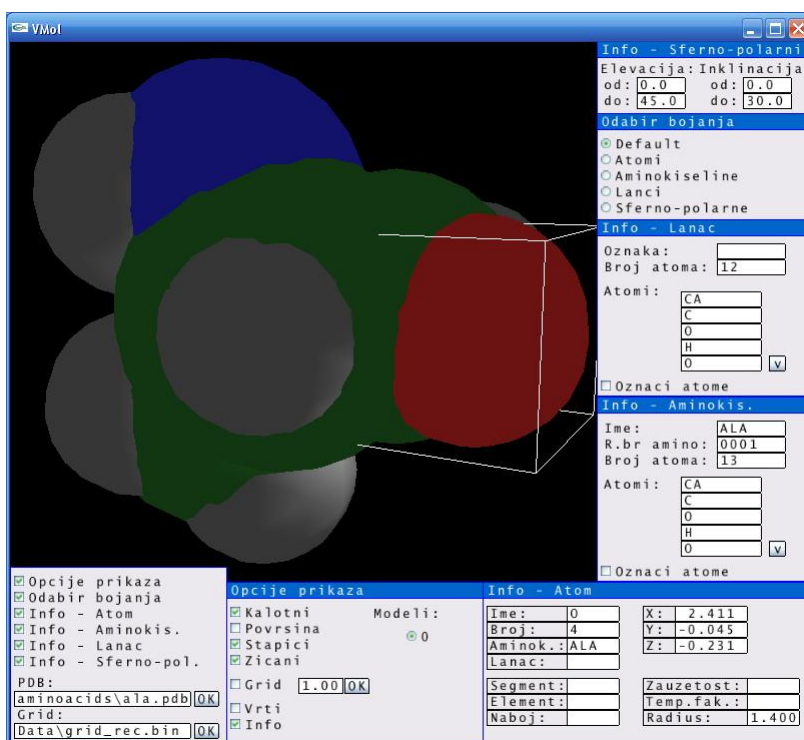 VMol
Info - Sferno-polarni
Elevacija: Inklinacija
od: 0.0 od: 0.0
do: 45.0 do: 30.0
Odabir bojanja
Default
Atomi
Aminokiseline
Lanci
Sferno-polarne
Info - Lanac
Oznaka:
Broj atoma: 12
Atomi:
CA
C
O
H
O v
Oznaci atome
Info - Aminokis.
Ime: ALA
R.br amino: 0001
Broj atoma: 13
Atomi:
CA
C
O
H
O v
Oznaci atome
Opcije prikaza
Odabir bojanja
Info - Atom
Info - Aminokis.
Info - Lanac
Info - Sferno-pol.
PDB:
aminoacids\ala.pdb OK
Grid:
Data\grid_rec.bin OK
Opcije prikaza
Kalotni Modeli:
Povrsina
Stapici 0
Zicani
Grid 1.00 OK
Vrti
Info
Info - Atom
Ime: O X: 2.411
Broj: 4 Y: -0.045
Aminok.: ALA Z: -0.231
Lanac:
Segment: Zauzetost:
Element: Temp.fak.:
Naboj: Radius: 1.400